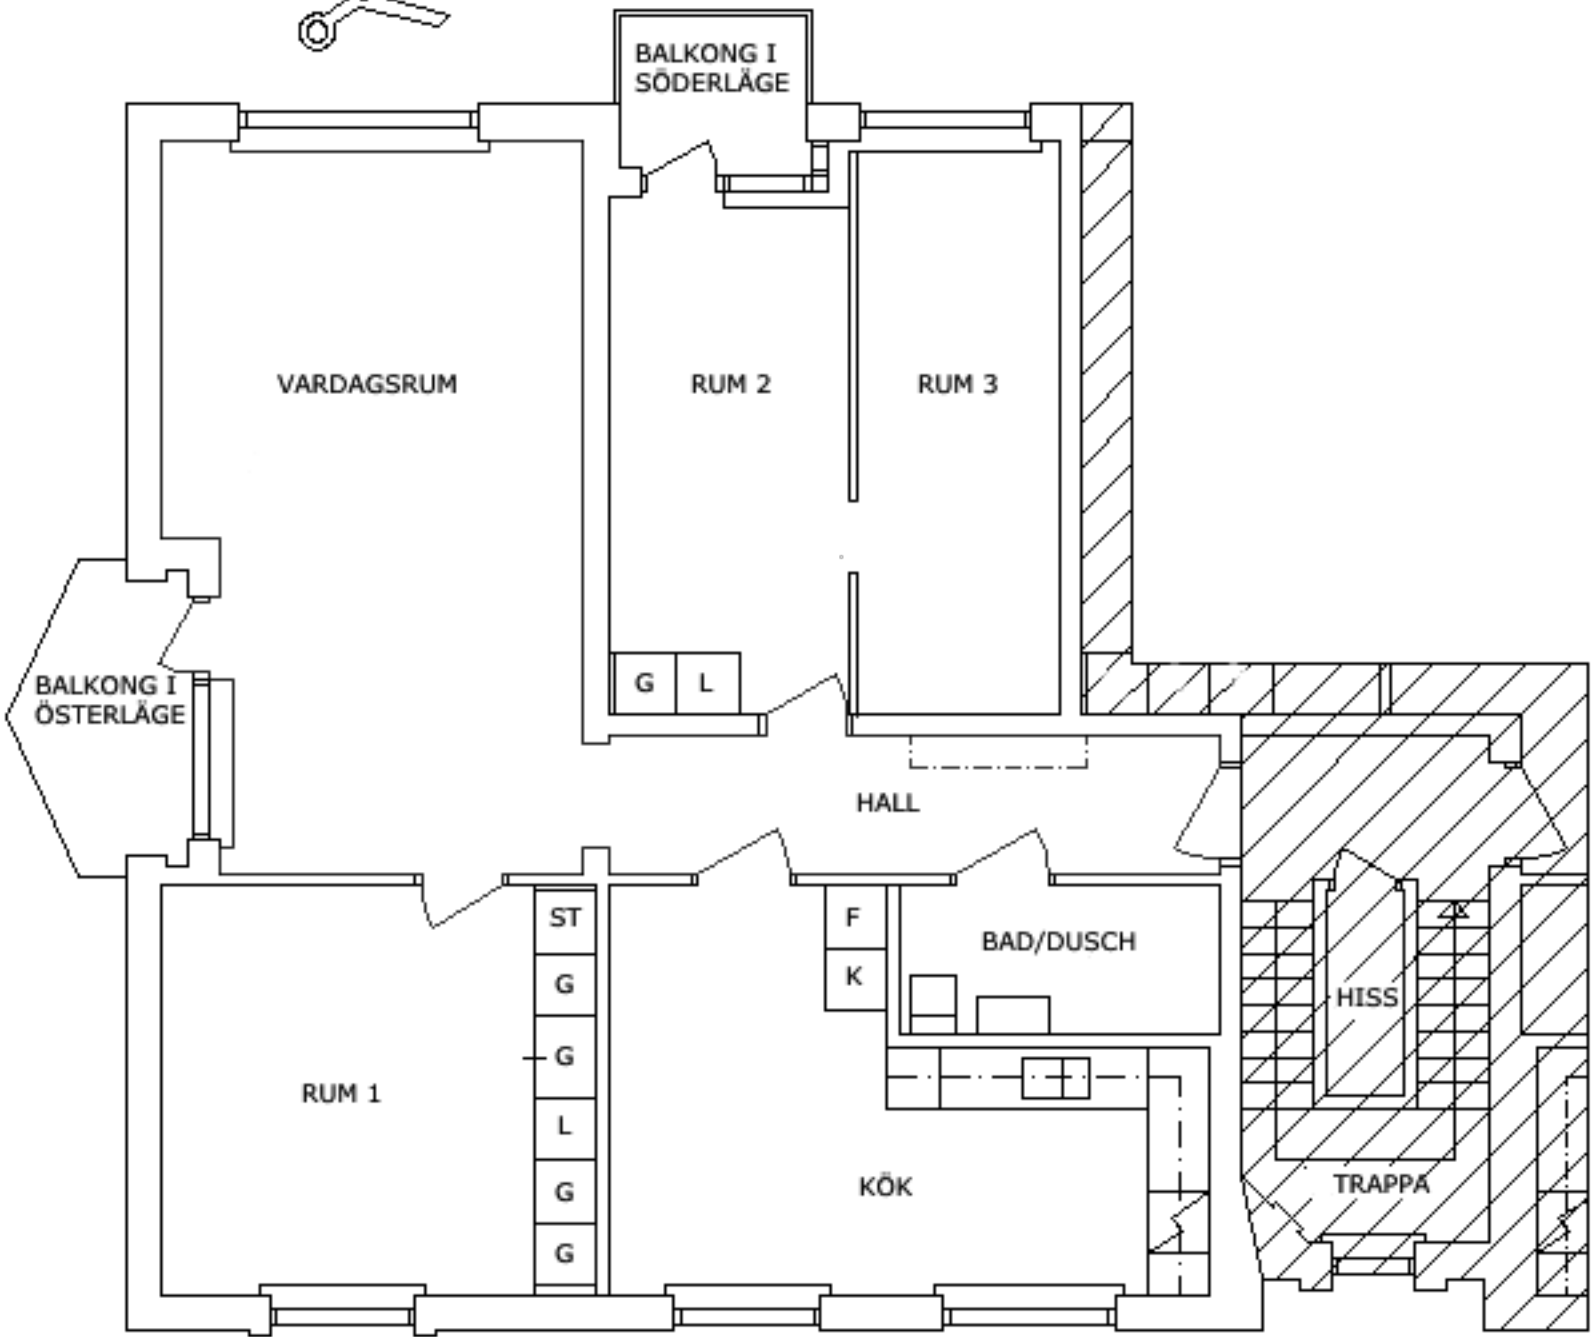 BALKONG I
SÖDERLÄGE
VARDAGSRUM
RUM 2
RUM 3
BALKONG I
ÖSTERLÄGE
G
L
HALL
ST
G
G
L
G
G
RUM 1
F
K
BAD/DUSCH
KÖK
HISS
TRAPPA